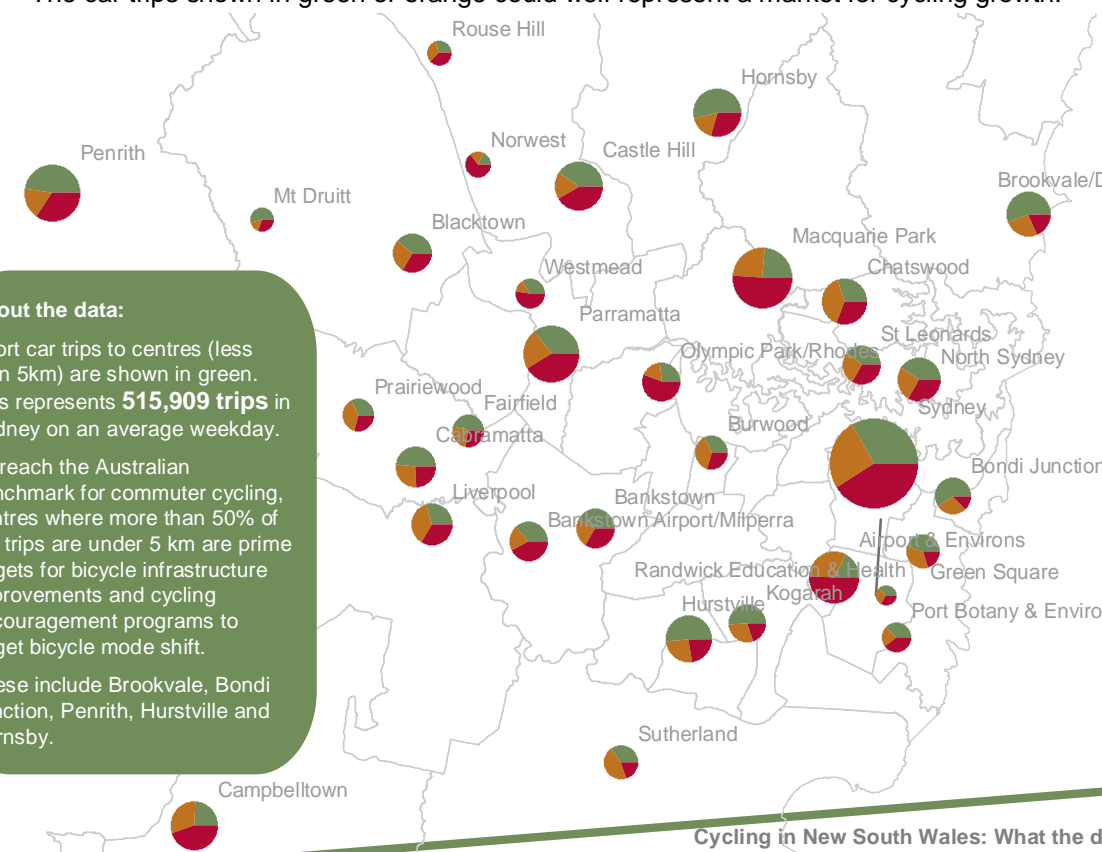 The car trips shown in green or orange could well represent a market for cycling growth.
Rouse Hill
Hornsby
Norwest
Castle Hill
Penrith
Brookvale/D
Mt Druitt
Blacktown
Macquarie Park
Westmead
Chatswood
Parramatta
St Leonards
Olympic Park/Rhodes
North Sydney
Prairiewood
Fairfield
Sydney
Cabramatta
Burwood
Bondi Junction
Liverpool
Bankstown
Bankstown Airport/Milperra
Airport & Environs
Randwick Education & Health
Green Square
Kogarah
Hurstville
Port Botany & Enviro
Sutherland
Campbelltown
out the data:
ort car trips to centres (less
n 5km) are shown in green.
s represents 515,909 trips in
dney on an average weekday.
reach the Australian
nchmark for commuter cycling,
ntres where more than 50% of
trips are under 5 km are prime
gets for bicycle infrastructure
provements and cycling
couragement programs to
get bicycle mode shift.
ese include Brookvale, Bondi
nction, Penrith, Hurstville and
rnsby.
Cycling in New South Wales: What the d